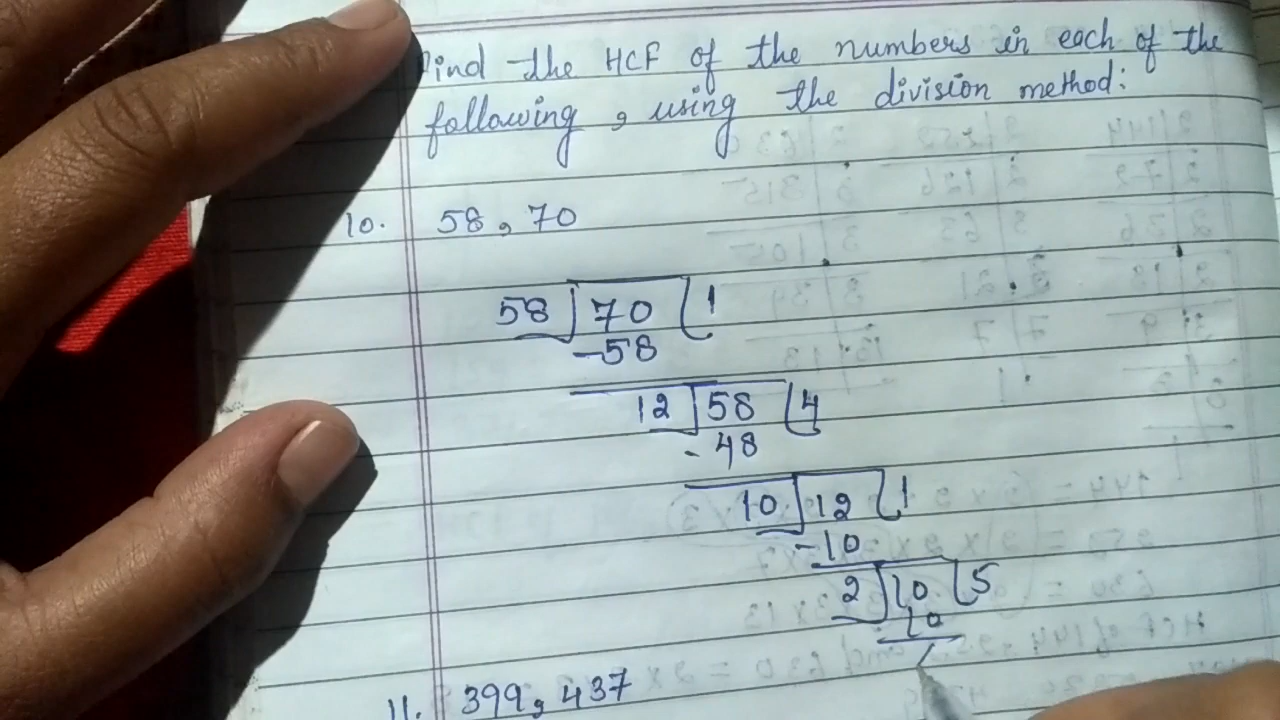 Find the HCF of the numbers in each of the
following, using the division method:
10. 58, 70
58 70 1
-58
12 58 4
- 48
10 12 1
-10
2 10 5
10
11. 399, 437